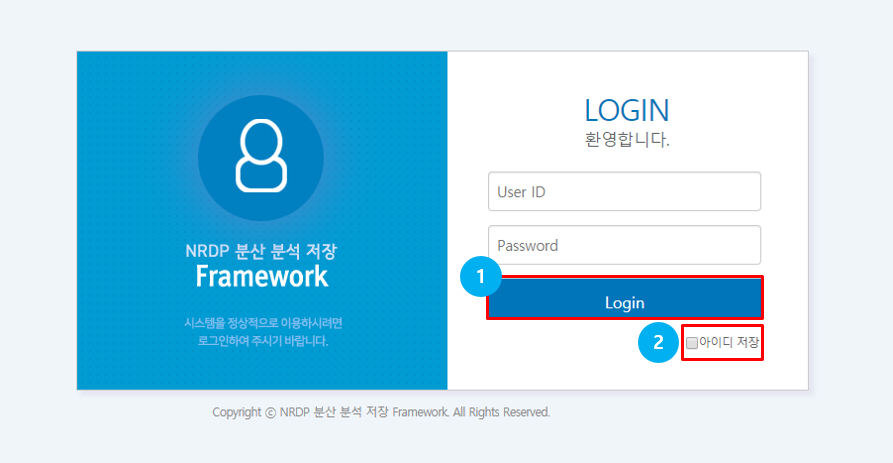 NRDP 분산 분석 저장
Framework
시스템을 정상적으로 이용하시려면
로그인하여 주시기 바랍니다.
LOGIN
환영합니다.
User ID
Password
1
Login
2
아이디 저장
Copyright ⓒ NRDP 분산 분석 저장 Framework. All Rights Reserved.